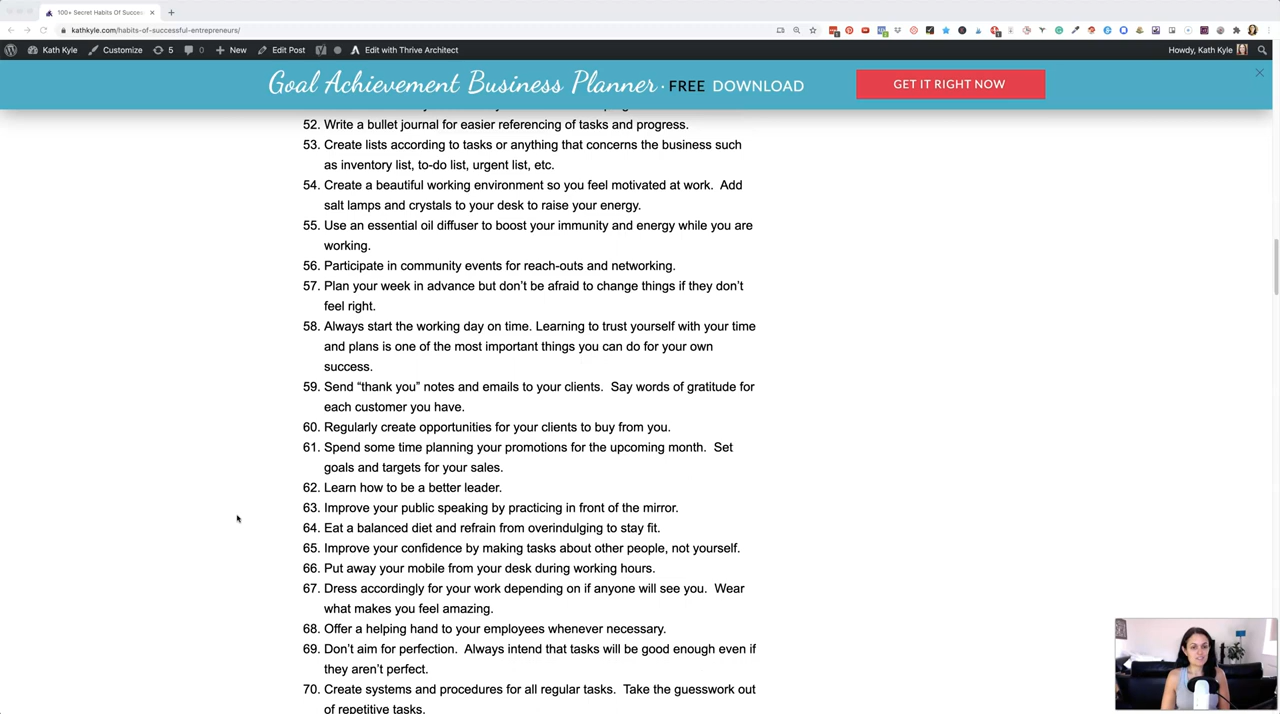 100+ Secret Habits Of Succes
kathkyle.com/habits-of-successful-entrepreneurs/
Kath Kyle Customize 5 0 New Edit Post Edit with Thrive Architect Howdy, Kath Kyle
Goal Achievement Business Planner · FREE DOWNLOAD GET IT RIGHT NOW
52. Write a bullet journal for easier referencing of tasks and progress.
53. Create lists according to tasks or anything that concerns the business such
as inventory list, to-do list, urgent list, etc.
54. Create a beautiful working environment so you feel motivated at work. Add
salt lamps and crystals to your desk to raise your energy.
55. Use an essential oil diffuser to boost your immunity and energy while you are
working.
56. Participate in community events for reach-outs and networking.
57. Plan your week in advance but don't be afraid to change things if they don't
feel right.
58. Always start the working day on time. Learning to trust yourself with your time
and plans is one of the most important things you can do for your own
success.
59. Send “thank you” notes and emails to your clients. Say words of gratitude for
each customer you have.
60. Regularly create opportunities for your clients to buy from you.
61. Spend some time planning your promotions for the upcoming month. Set
goals and targets for your sales.
62. Learn how to be a better leader.
63. Improve your public speaking by practicing in front of the mirror.
64. Eat a balanced diet and refrain from overindulging to stay fit.
65. Improve your confidence by making tasks about other people, not yourself.
66. Put away your mobile from your desk during working hours.
67. Dress accordingly for your work depending on if anyone will see you. Wear
what makes you feel amazing.
68. Offer a helping hand to your employees whenever necessary.
69. Don't aim for perfection. Always intend that tasks will be good enough even if
they aren't perfect.
70. Create systems and procedures for all regular tasks. Take the guesswork out
of repetitive tasks.